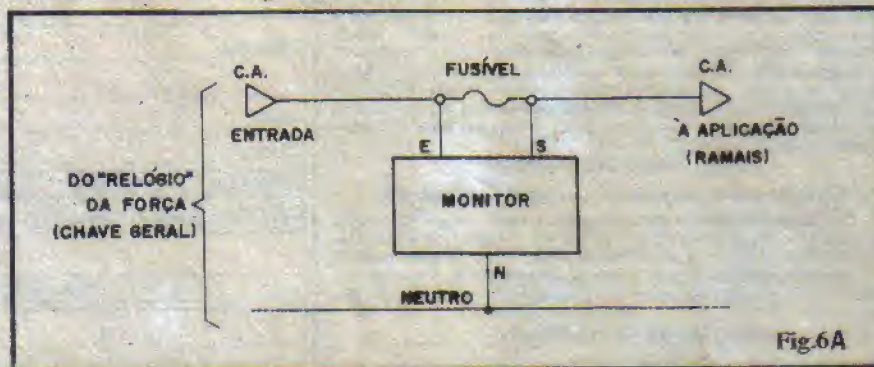 C.A.
FUSÍVEL
C.A.
ENTRADA
À APLICAÇÃO
(RAMAIS)
E
S
DO "RELÓGIO"
DA FORÇA
(CHAVE GERAL)
MONITOR
N
NEUTRO
Fig.6A